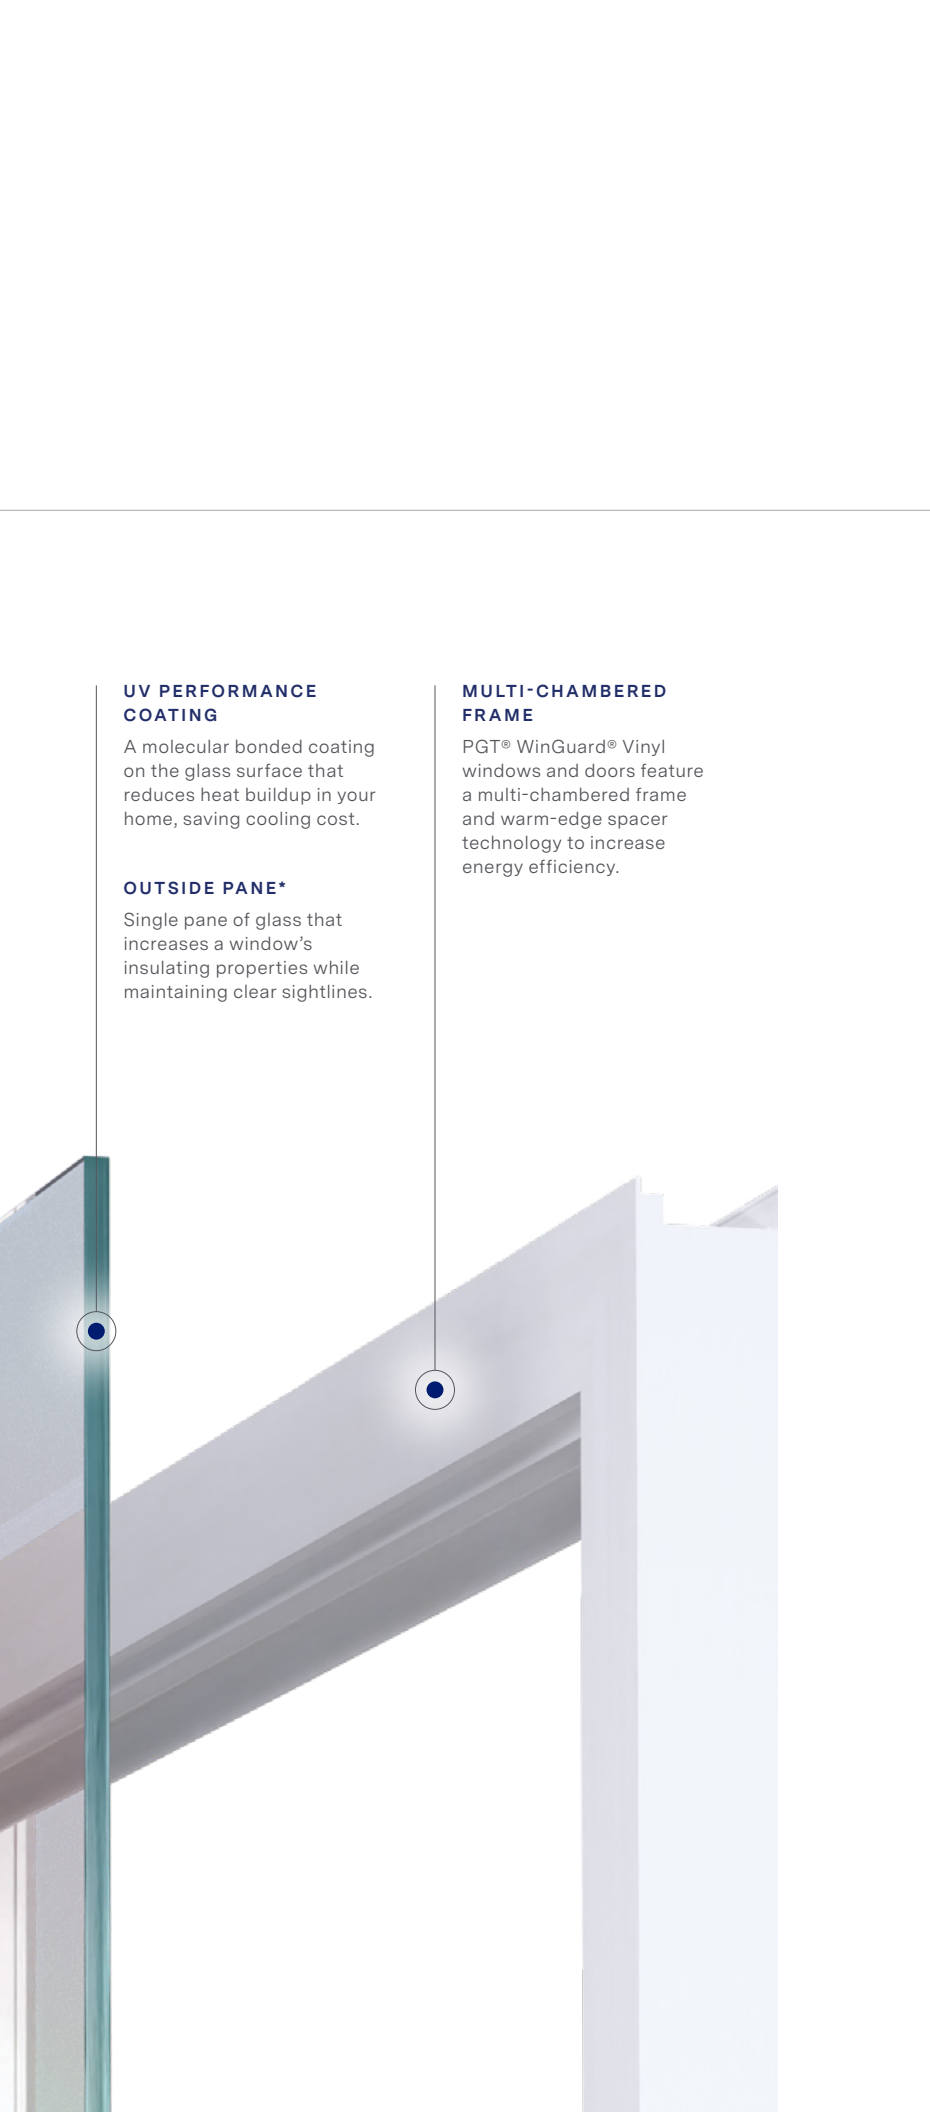 UV PERFORMANCE
COATING
A molecular bonded coating
on the glass surface that
reduces heat buildup in your
home, saving cooling cost.
OUTSIDE PANE*
Single pane of glass that
increases a window’s
insulating properties while
maintaining clear sightlines.
MULTI-CHAMBERED
FRAME
PGT® WinGuard® Vinyl
windows and doors feature
a multi-chambered frame
and warm-edge spacer
technology to increase
energy efficiency.